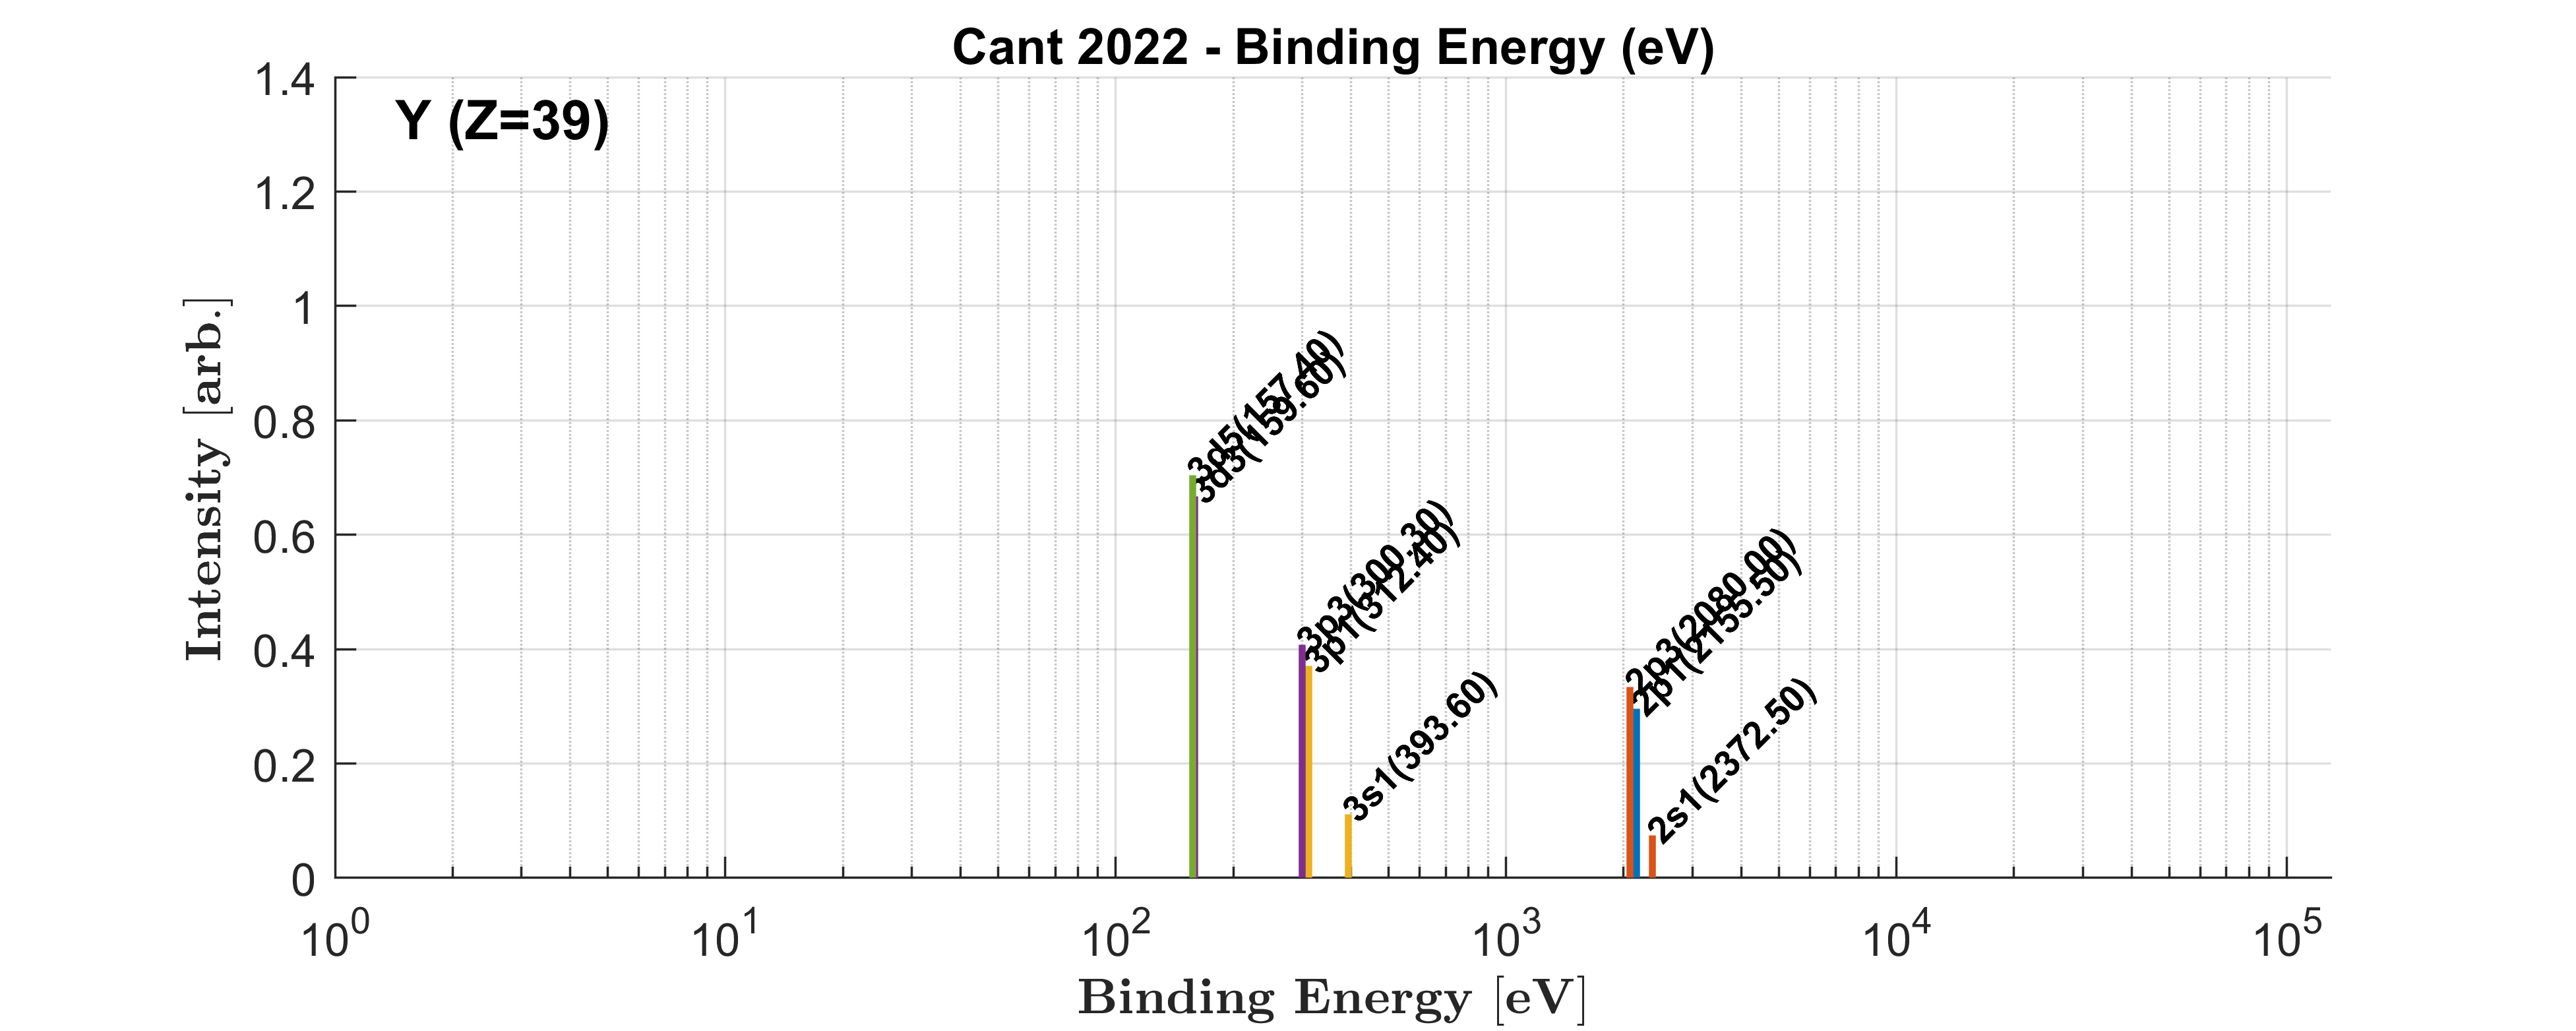 Cant 2022 - Binding Energy (eV)
Y (Z=39)
1.4
1.2
1
0.8
0.6
0.4
0.2
0
Intensity [arb.]
3d5(157.40)
3d3(159.60)
3p3(300.30)
3p1(312.40)
3s1(393.60)
2p3(2080.00)
2p1(2155.50)
2s1(2372.50)
10^0 10^1 10^2 10^3 10^4 10^5
Binding Energy [eV]